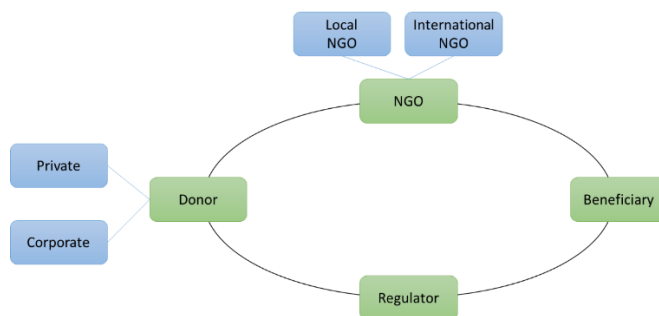 Local
NGO
International
NGO
NGO
Private
Donor
Beneficiary
Corporate
Regulator